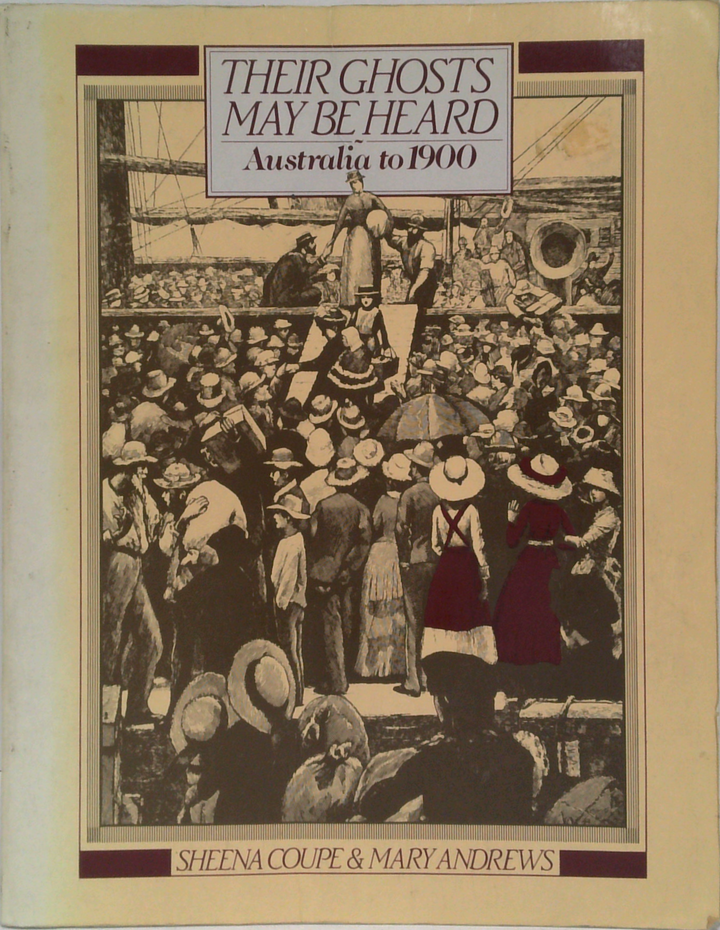 THEIR GHOSTS
MAY BE HEARD
Australia to 1900
SHEENA COUPE & MARY ANDREWS